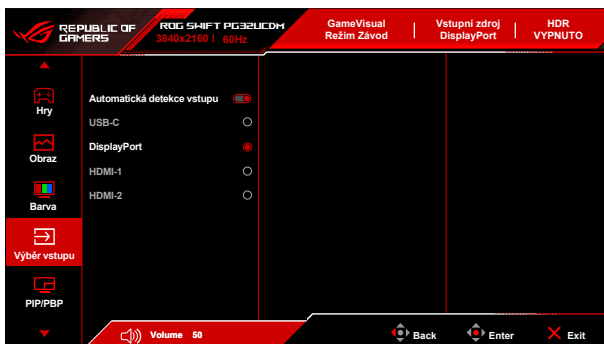 REPUBLIC OF
GAMERS
ROG SWIFT PG32UCDM
3840x2160 | 60Hz
GameVisual
Režim Závod
Vstupní zdroj
DisplayPort
HDR
VYPNUTO
Hry
Obraz
Barva
Výběr vstupu
PIP/PBP
Automatická detekce vstupu
USB-C
DisplayPort
HDMI-1
HDMI-2
Volume 50
Back
Enter
Exit